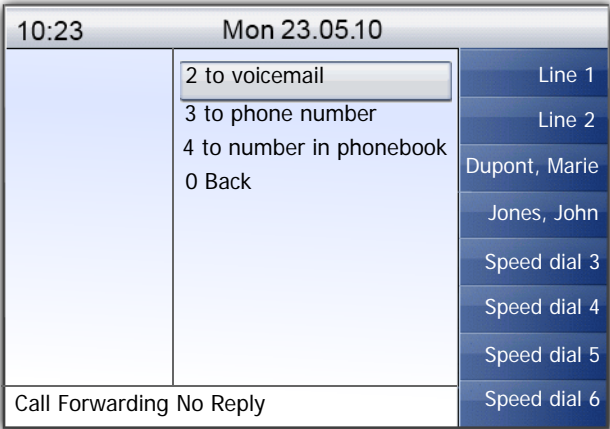 10:23 Mon 23.05.10
2 to voicemail
3 to phone number
4 to number in phonebook
0 Back
Call Forwarding No Reply
Line 1
Line 2
Dupont, Marie
Jones, John
Speed dial 3
Speed dial 4
Speed dial 5
Speed dial 6